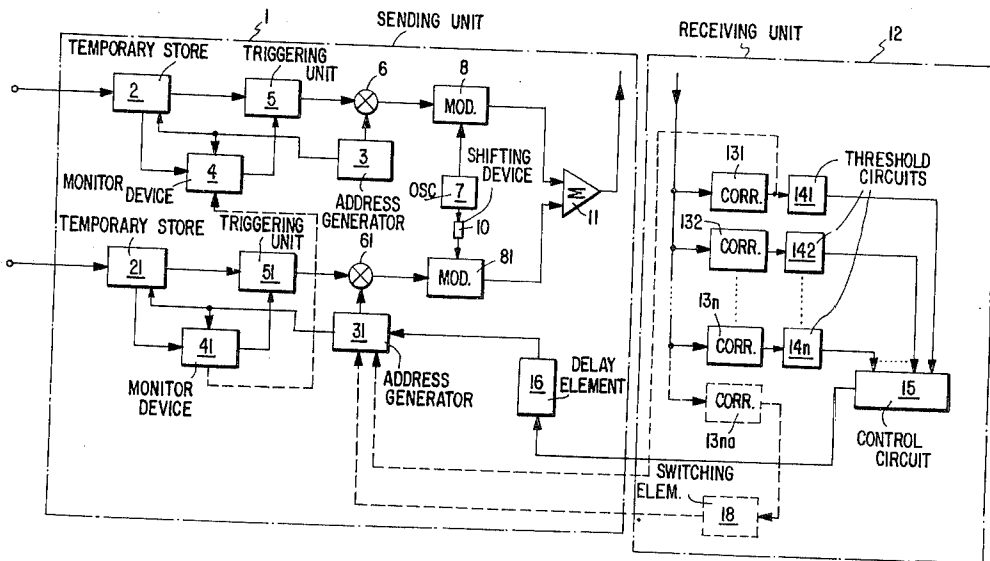 1
SENDING UNIT
RECEIVING UNIT
12
TEMPORARY STORE
TRIGGERING
UNIT
2
5
6
8
MOD.
3
4
MONITOR
DEVICE
ADDRESS
GENERATOR
OSC.
7
SHIFTING
DEVICE
10
Σ
11
131
CORR.
141
THRESHOLD
CIRCUITS
132
CORR.
142
TEMPORARY STORE
TRIGGERING
UNIT
21
51
61
MOD.
81
13n
CORR.
14n
41
MONITOR
DEVICE
31
ADDRESS
GENERATOR
16
DELAY
ELEMENT
CORR.
13na
15
CONTROL
CIRCUIT
SWITCHING
ELEM.
18